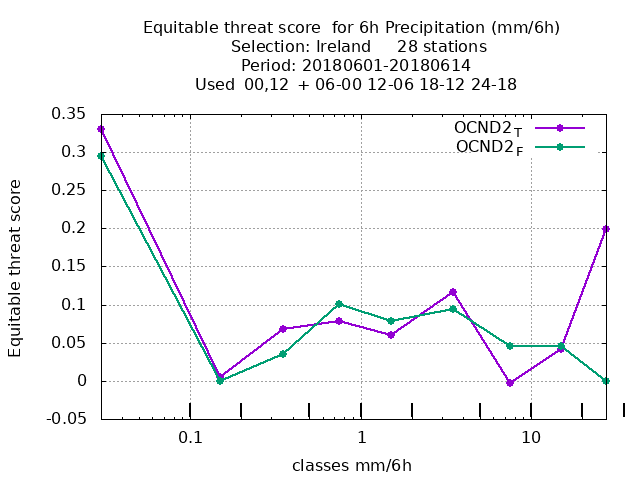 Equitable threat score  for 6h Precipitation (mm/6h)
Selection: Ireland     28 stations
Period: 20180601-20180614
Used  00,12  + 06-00 12-06 18-12 24-18
OCND2T
OCND2F
0.35
0.3
0.25
0.2
0.15
0.1
0.05
0
-0.05
Equitable threat score
0.1 1 10
classes mm/6h